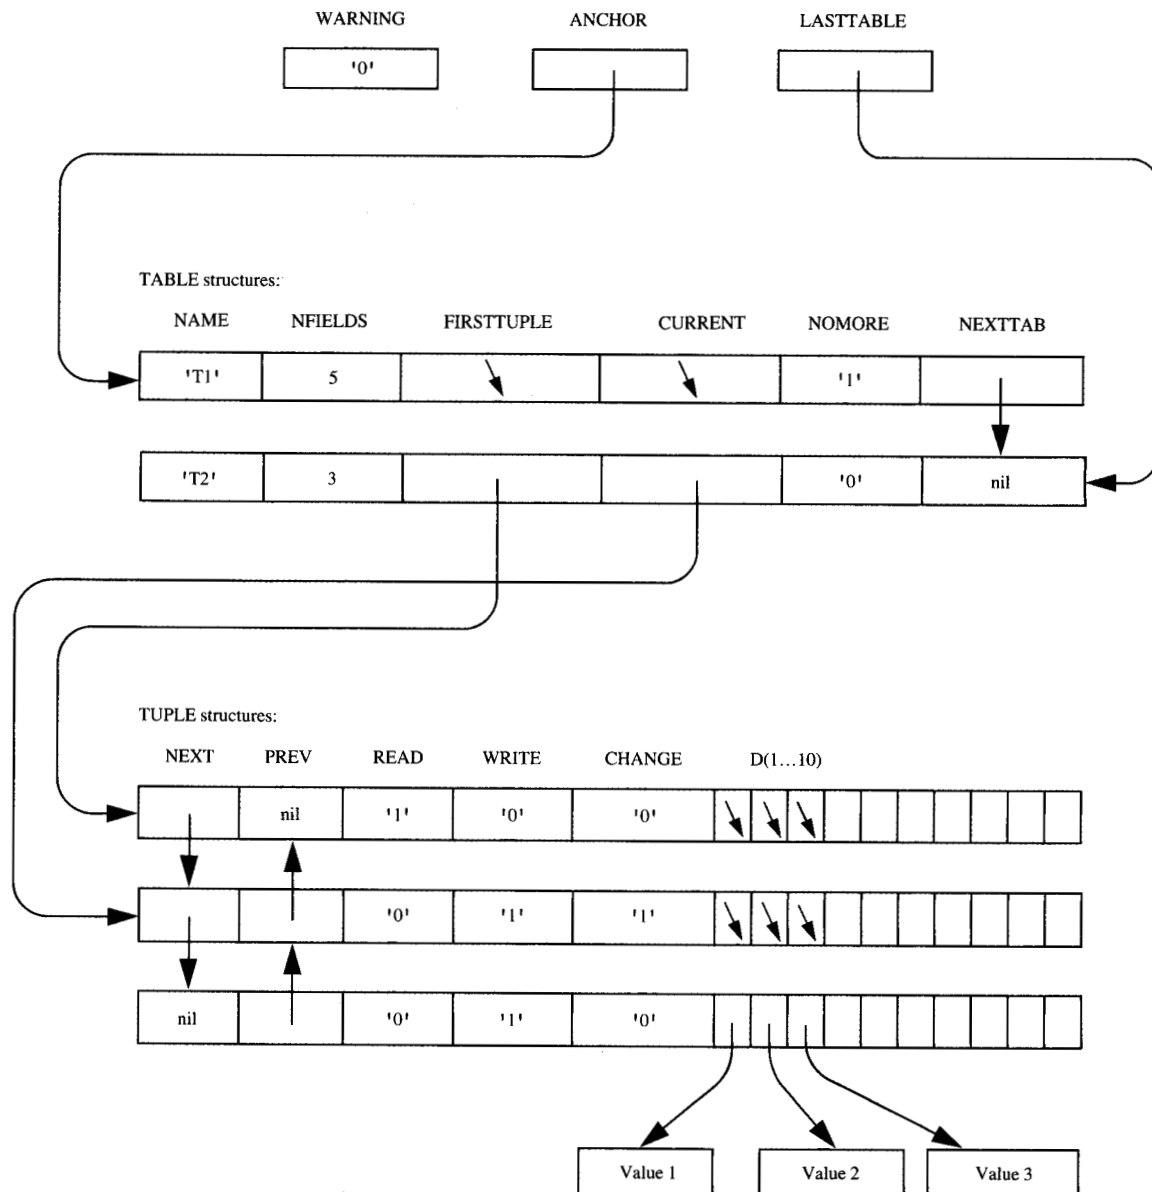 WARNING ANCHOR LASTTABLE
'0'
TABLE structures:
NAME NFIELDS FIRSTTUPLE CURRENT NOMORE NEXTTAB
'T1' 5 '1'
'T2' 3 '0' nil
TUPLE structures:
NEXT PREV READ WRITE CHANGE D(1...10)
nil '1' '0' '0'
'0' '1' '1'
nil '0' '1' '0'
Value 1 Value 2 Value 3